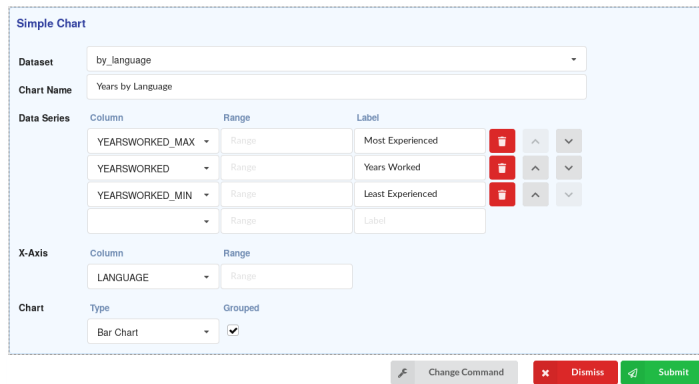 Simple Chart
Dataset by_language
Chart Name Years by Language
Data Series Column Range Label
YEARSWORKED_MAX Range Most Experienced
YEARSWORKED Range Years Worked
YEARSWORKED_MIN Range Least Experienced
Range Label
X-Axis Column Range
LANGUAGE Range
Chart Type Grouped
Bar Chart
Change Command Dismiss Submit